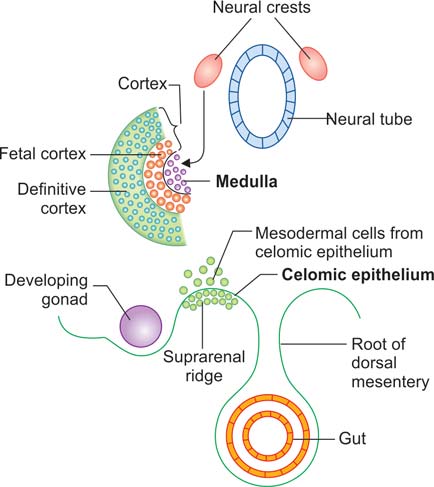 Neural crests
Cortex
Neural tube
Fetal cortex
Medulla
Definitive
cortex
Mesodermal cells from
celomic epithelium
Celomic epithelium
Developing
gonad
Suprarenal
ridge
Root of
dorsal
mesentery
Gut